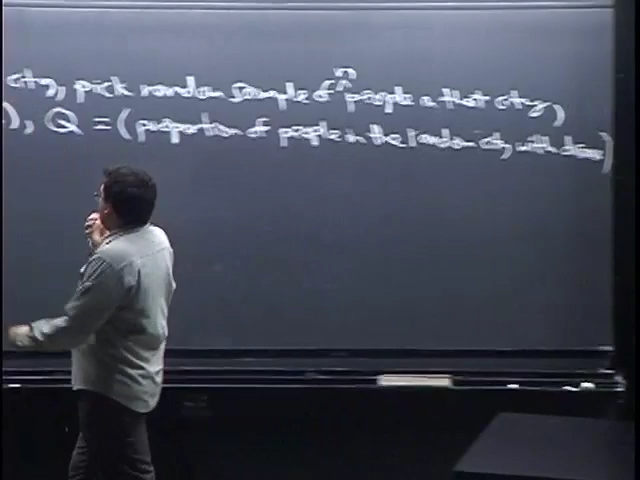 city, pick random sample of n people in that city,
), Q = (proportion of people in the random city with disease)